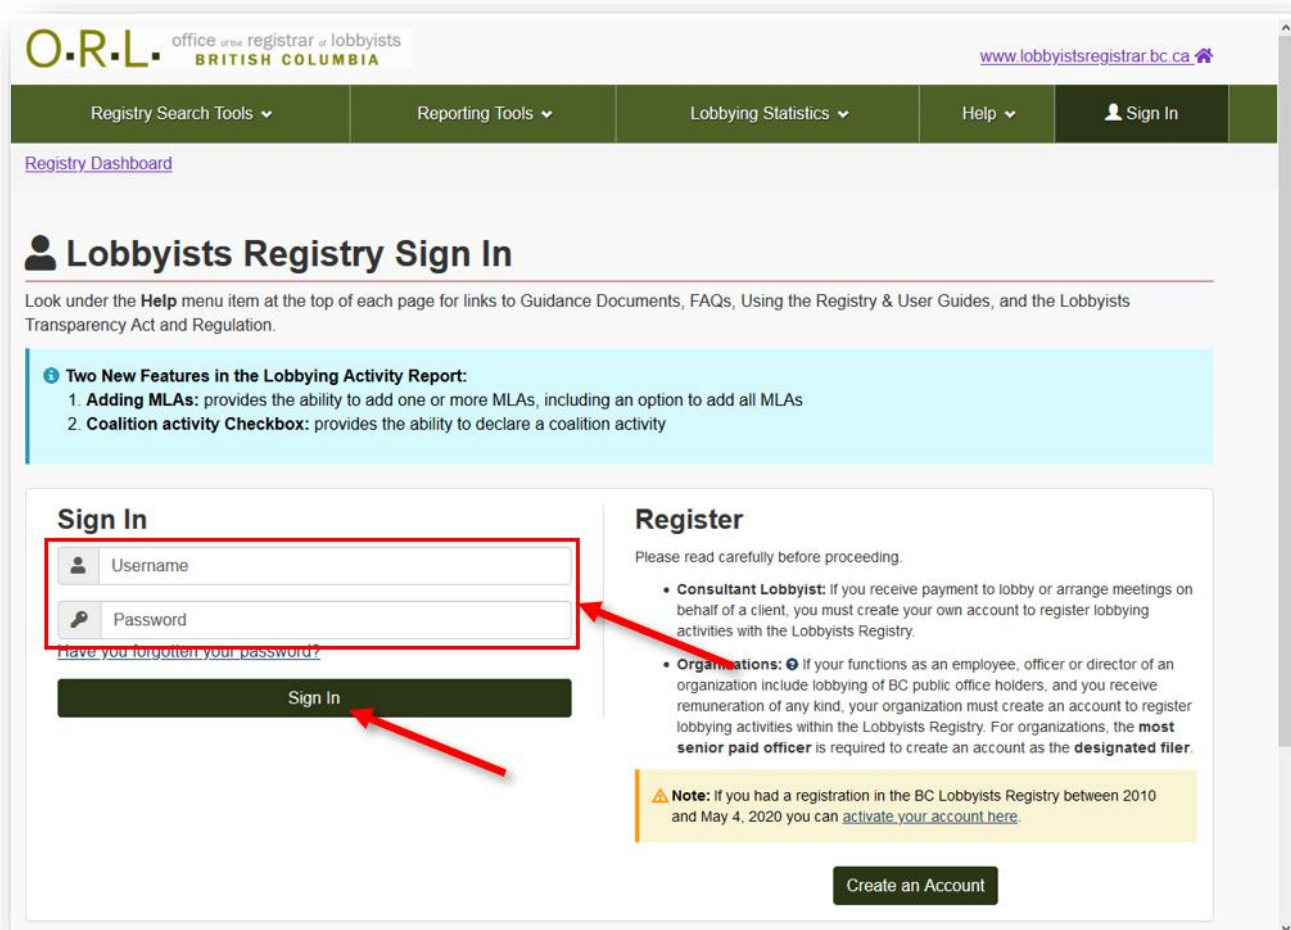 O.R.L. office of the registrar of lobbyists
BRITISH COLUMBIA
www.lobbyistsregistrar.bc.ca
Registry Search Tools
Reporting Tools
Lobbying Statistics
Help
Sign In
Registry Dashboard
Lobbyists Registry Sign In
Look under the Help menu item at the top of each page for links to Guidance Documents, FAQs, Using the Registry & User Guides, and the Lobbyists
Transparency Act and Regulation.
Two New Features in the Lobbying Activity Report:
1. Adding MLAs: provides the ability to add one or more MLAs, including an option to add all MLAs
2. Coalition activity Checkbox: provides the ability to declare a coalition activity
Sign In
Username
Password
Have you forgotten your password?
Sign In
Register
Please read carefully before proceeding.
• Consultant Lobbyist: If you receive payment to lobby or arrange meetings on
behalf of a client, you must create your own account to register lobbying
activities with the Lobbyists Registry.
• Organizations: If your functions as an employee, officer or director of an
organization include lobbying of BC public office holders, and you receive
remuneration of any kind, your organization must create an account to register
lobbying activities within the Lobbyists Registry. For organizations, the most
senior paid officer is required to create an account as the designated filer.
Note: If you had a registration in the BC Lobbyists Registry between 2010
and May 4, 2020 you can activate your account here.
Create an Account